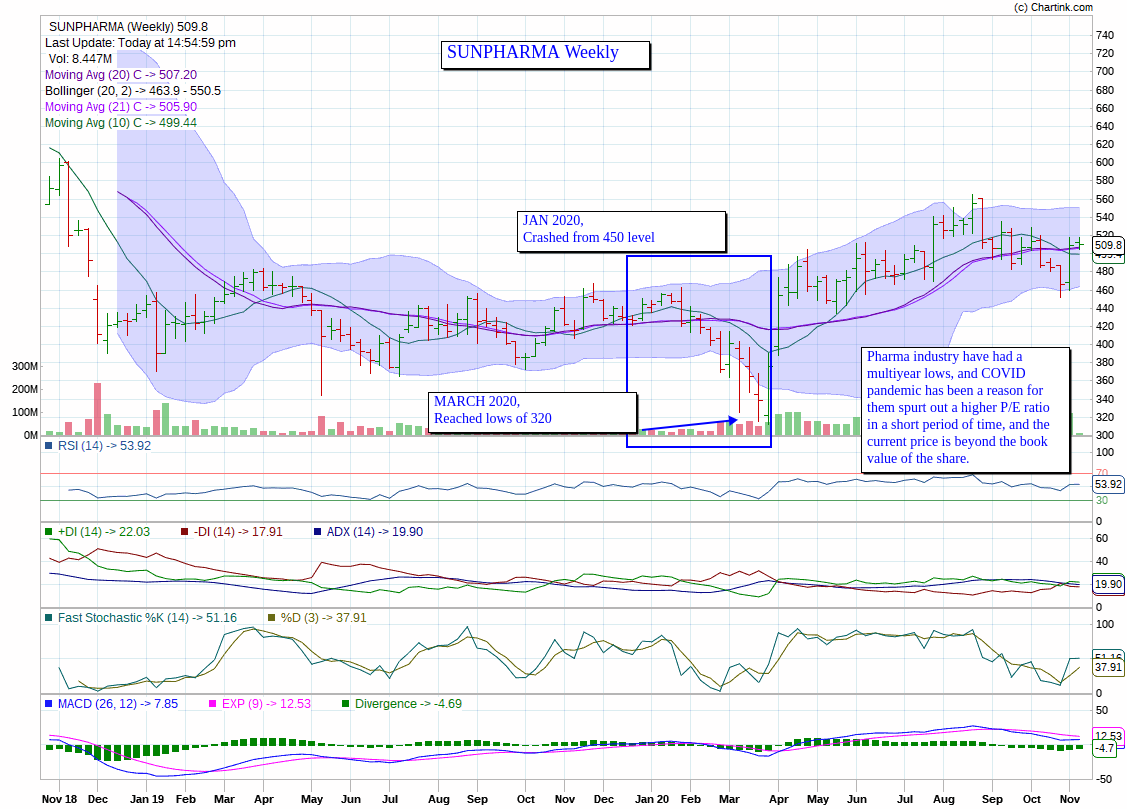 (c) Chartink.com
SUNPHARMA (Weekly) 509.8
Last Update: Today at 14:54:59 pm
Vol: 8.447M
Moving Avg (20) C -> 507.20
Bollinger (20, 2) -> 463.9 - 550.5
Moving Avg (21) C -> 505.90
Moving Avg (10) C -> 499.44
SUNPHARMA Weekly
740
720
700
680
660
640
620
600
580
560
540
520
509.8
499.4
480
460
440
420
400
380
360
340
320
300
300M
200M
100M
0M
JAN 2020,
Crashed from 450 level
MARCH 2020,
Reached lows of 320
Pharma industry have had a
multiyear lows, and COVID
pandemic has been a reason for
them spurt out a higher P/E ratio
in a short period of time, and the
current price is beyond the book
value of the share.
RSI (14) -> 53.92
100
70
53.92
30
0
+DI (14) -> 22.03 -DI (14) -> 17.91 ADX (14) -> 19.90
60
40
19.90
0
Fast Stochastic %K (14) -> 51.16 %D (3) -> 37.91
100
51.16
37.91
0
MACD (26, 12) -> 7.85 EXP (9) -> 12.53 Divergence -> -4.69
50
12.53
-4.7
-50
Nov 18 Dec Jan 19 Feb Mar Apr May Jun Jul Aug Sep Oct Nov Dec Jan 20 Feb Mar Apr May Jun Jul Aug Sep Oct Nov